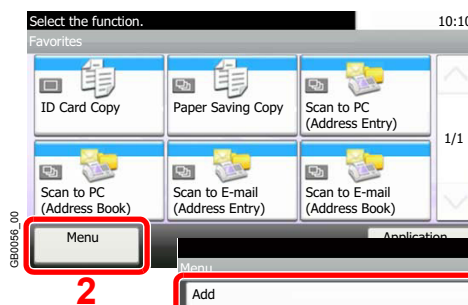 Select the function.
10:10
Favorites
ID Card Copy
Paper Saving Copy
Scan to PC
(Address Entry)
1/1
Scan to PC
(Address Book)
Scan to E-mail
(Address Entry)
Scan to E-mail
(Address Book)
GB0056_00
Menu
Application
2
Menu
Add